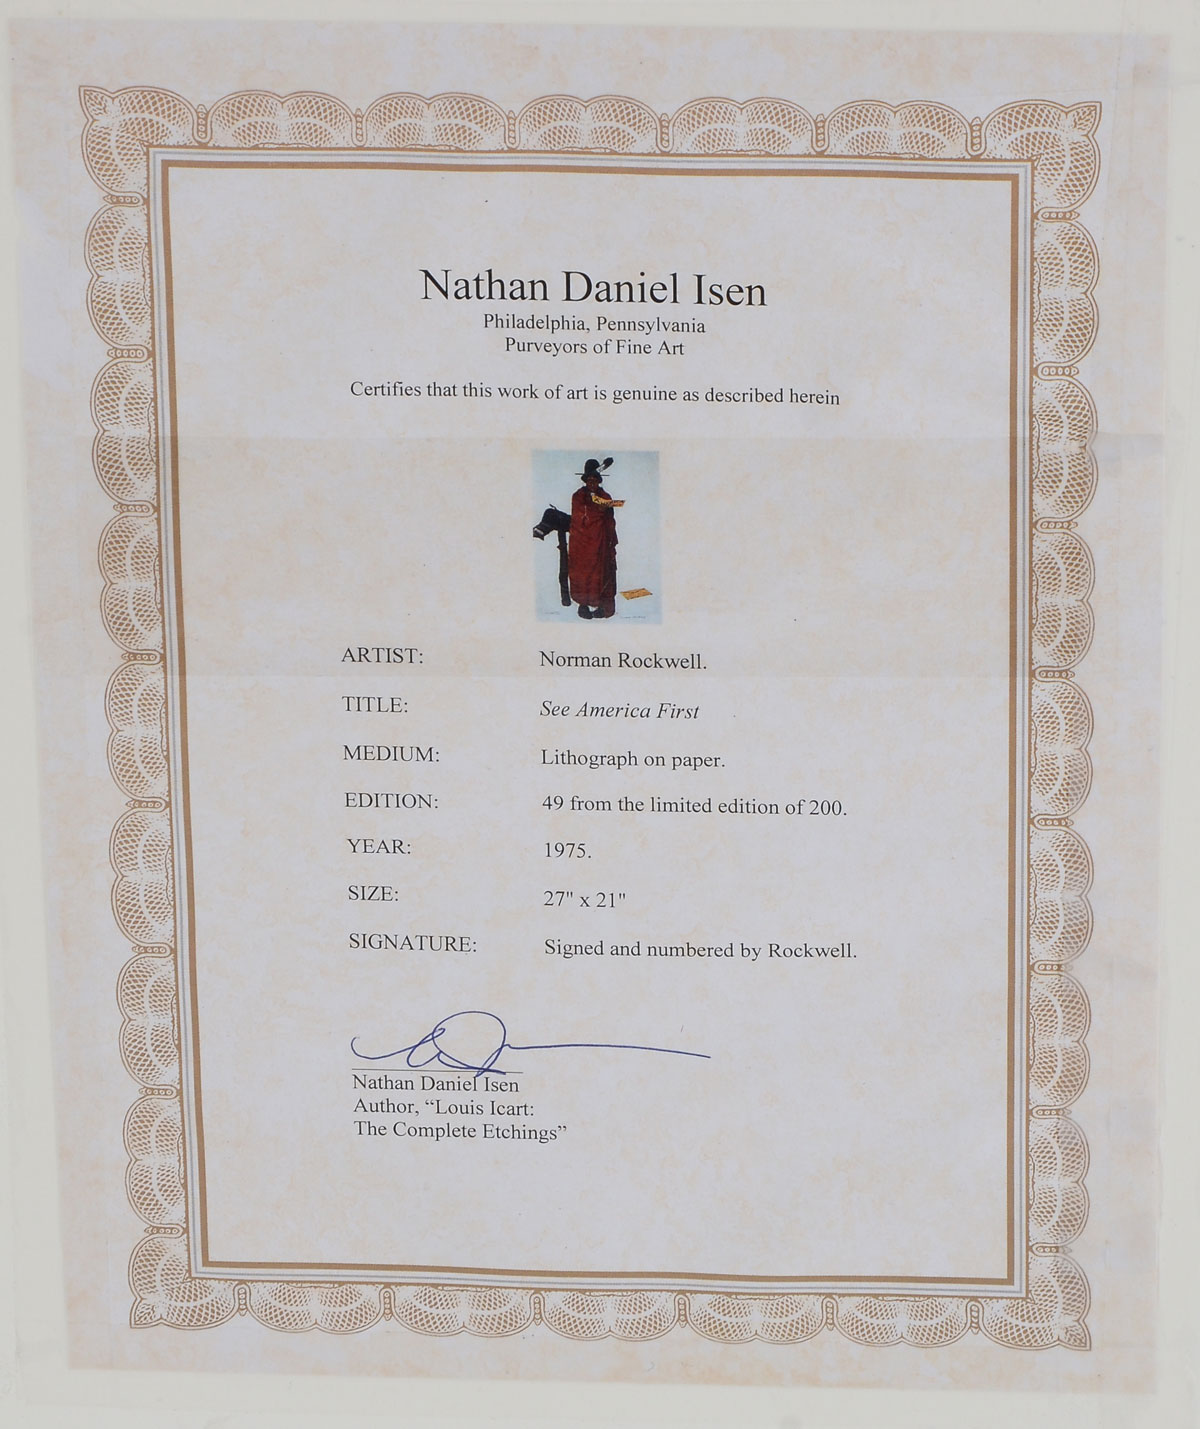 Nathan Daniel Isen
Philadelphia, Pennsylvania
Purveyors of Fine Art
Certifies that this work of art is genuine as described herein
ARTIST: Norman Rockwell.
TITLE: See America First
MEDIUM: Lithograph on paper.
EDITION: 49 from the limited edition of 200.
YEAR: 1975.
SIZE: 27" x 21"
SIGNATURE: Signed and numbered by Rockwell.
Nathan Daniel Isen
Author, “Louis Icart:
The Complete Etchings”